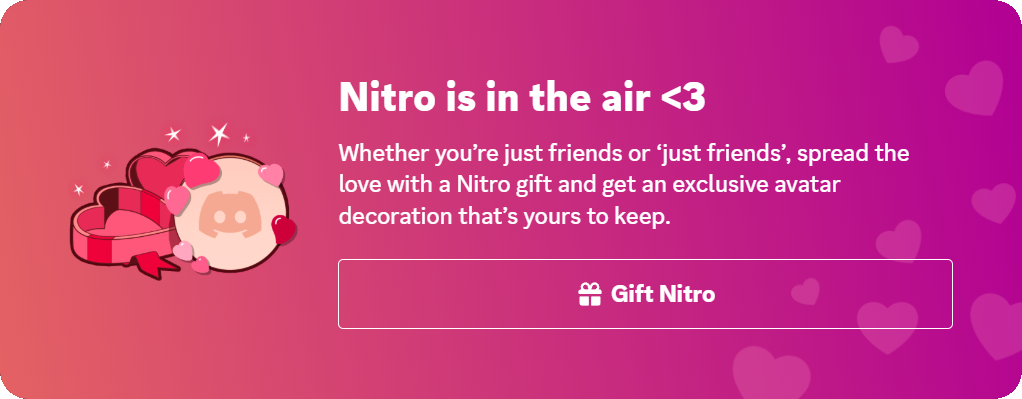 Nitro is in the air <3
Whether you’re just friends or ‘just friends’, spread the
love with a Nitro gift and get an exclusive avatar
decoration that’s yours to keep.
Gift Nitro